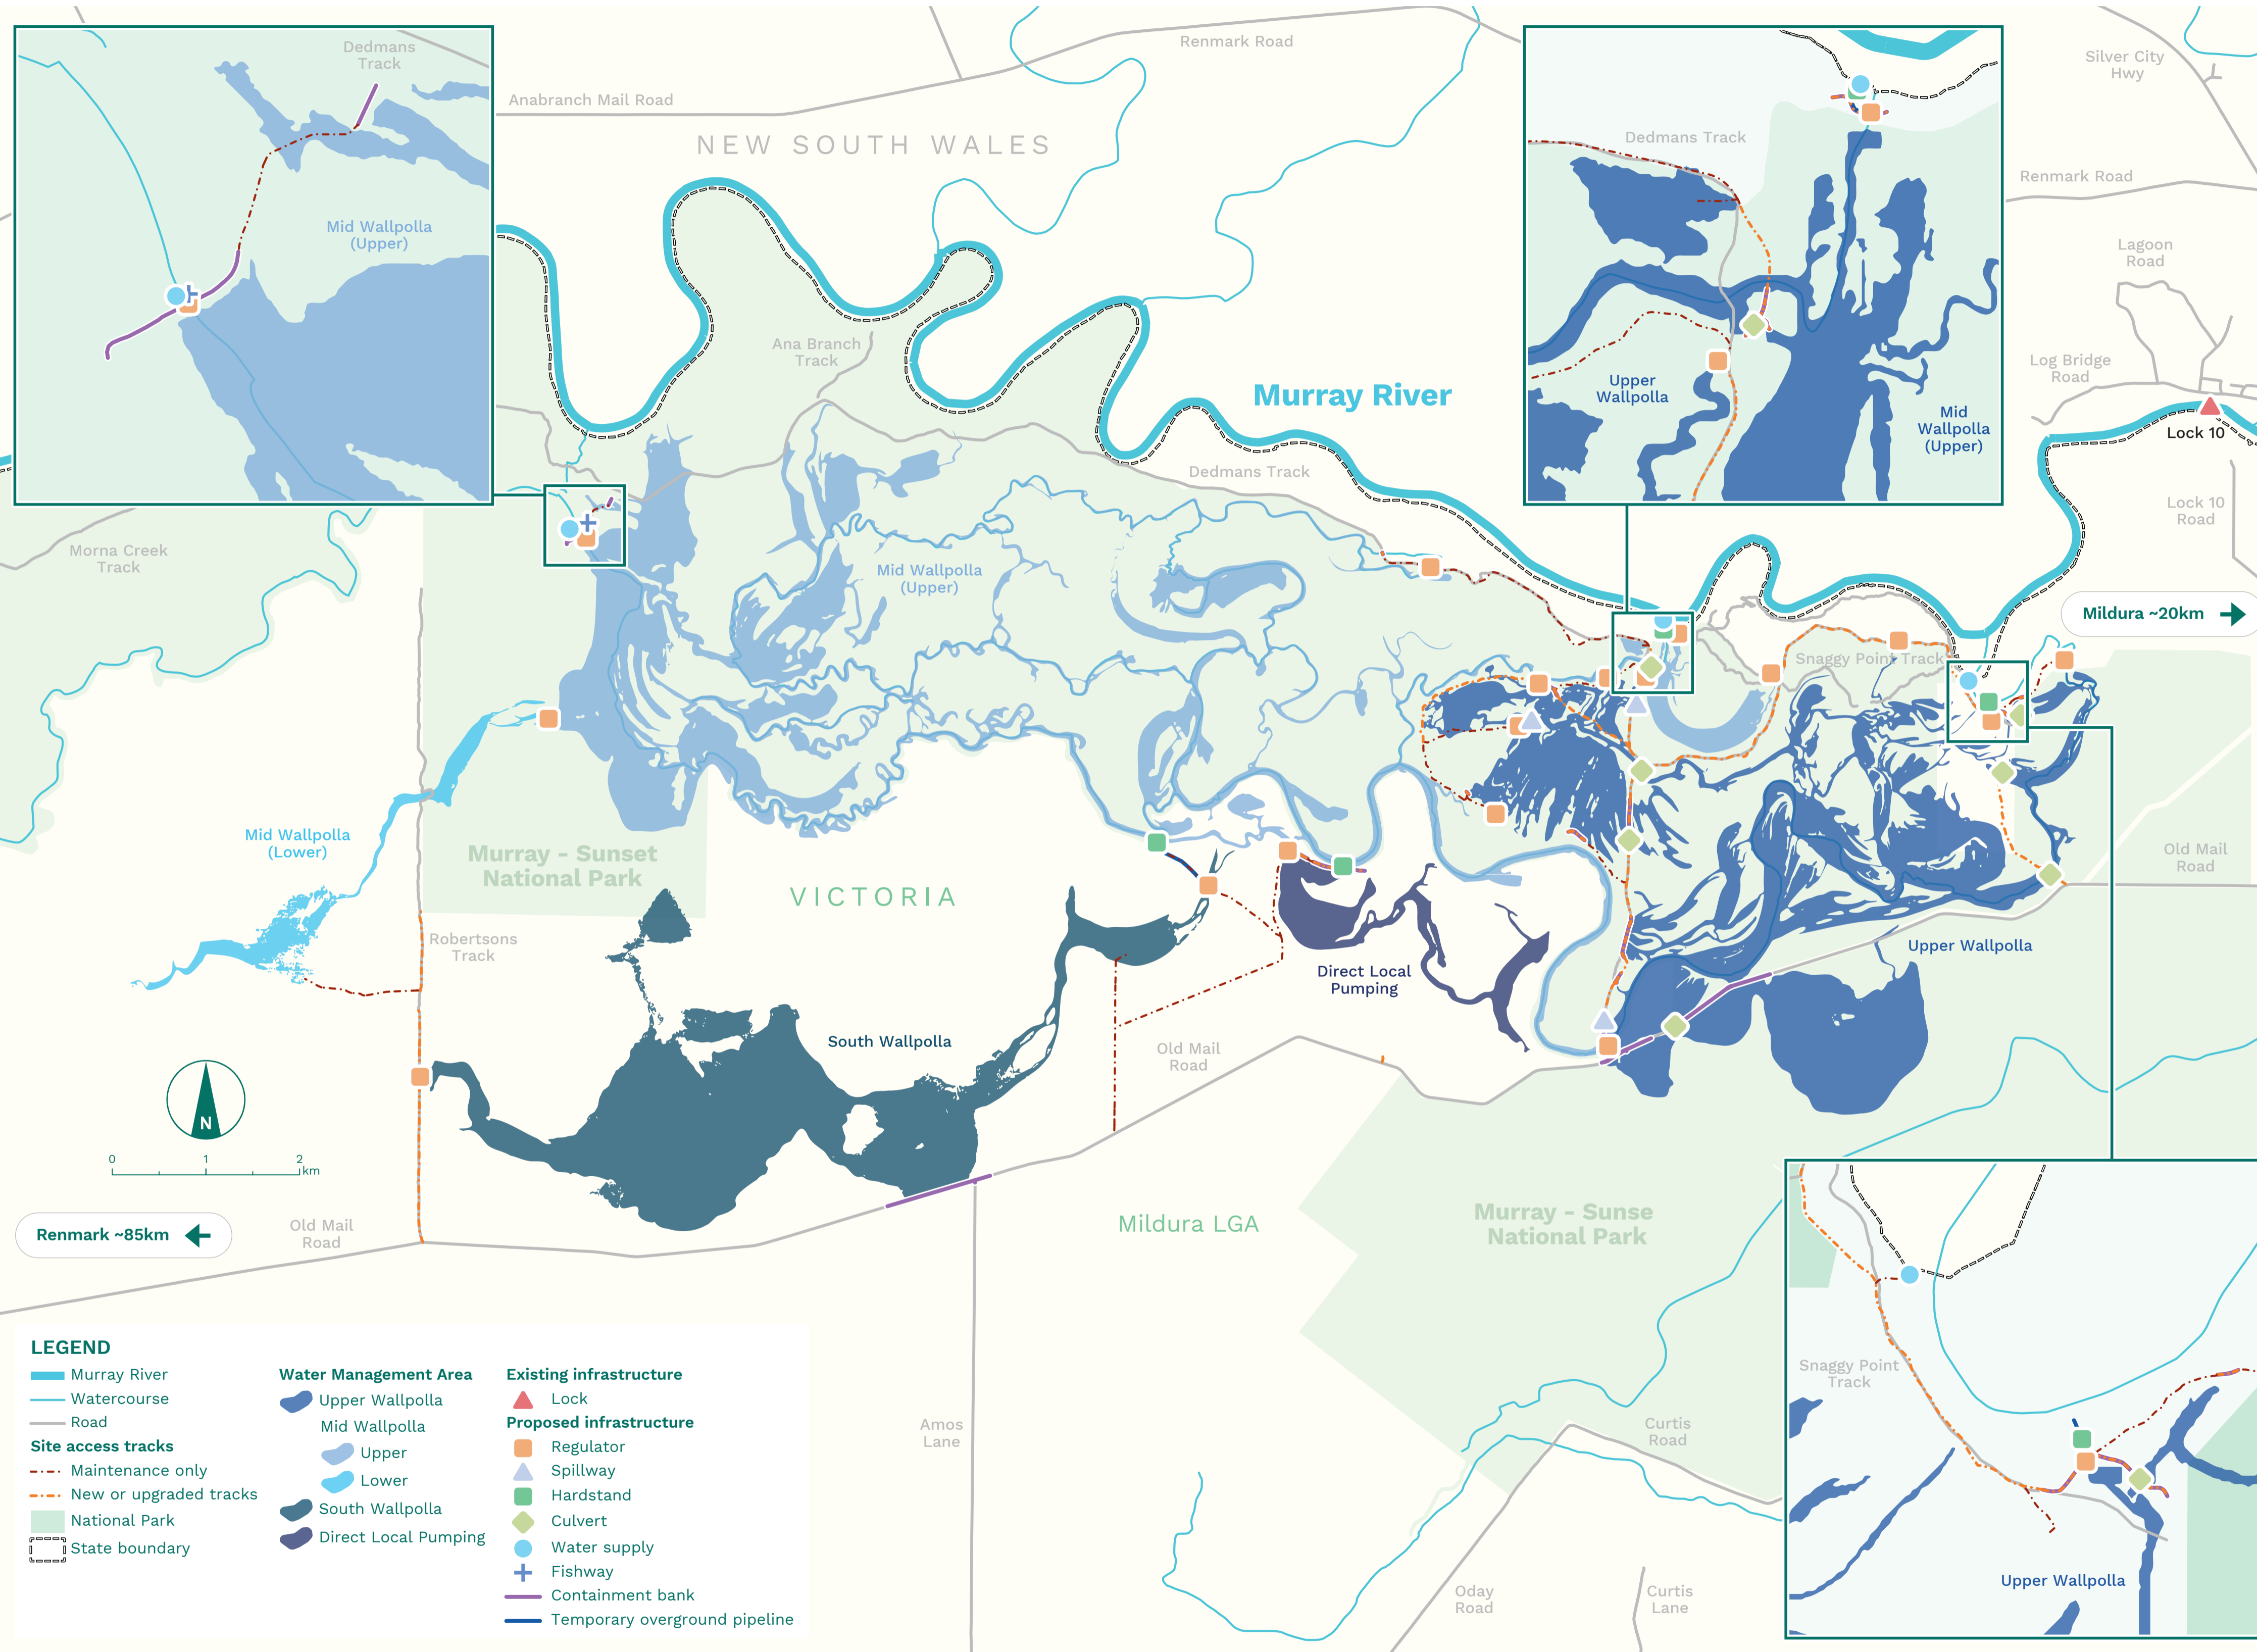 Dedmans
Track
Mid Wallpolla
(Upper)
Renmark Road
Anabranch Mail Road
NEW SOUTH WALES
Silver City
Hwy
Dedmans Track
Upper
Wallpolla
Mid
Wallpolla
(Upper)
Renmark Road
Lagoon
Road
Log Bridge
Road
Lock 10
Lock 10
Road
Ana Branch
Track
Murray River
Dedmans Track
Morna Creek
Track
Mid Wallpolla
(Upper)
Mildura ~20km
Snaggy Point Track
Mid Wallpolla
(Lower)
Murray - Sunset
National Park
VICTORIA
Old Mail
Road
Robertsons
Track
Upper Wallpolla
Direct Local
Pumping
South Wallpolla
Old Mail
Road
N
0 1 2
km
Renmark ~85km
Old Mail
Road
Mildura LGA
Murray - Sunse
National Park
Snaggy Point
Track
Upper Wallpolla
Amos
Lane
Curtis
Road
Oday
Road
Curtis
Lane
LEGEND
Murray River
Watercourse
Road
Site access tracks
Maintenance only
New or upgraded tracks
National Park
State boundary
Water Management Area
Upper Wallpolla
Mid Wallpolla
Upper
Lower
South Wallpolla
Direct Local Pumping
Existing infrastructure
Lock
Proposed infrastructure
Regulator
Spillway
Hardstand
Culvert
Water supply
Fishway
Containment bank
Temporary overground pipeline